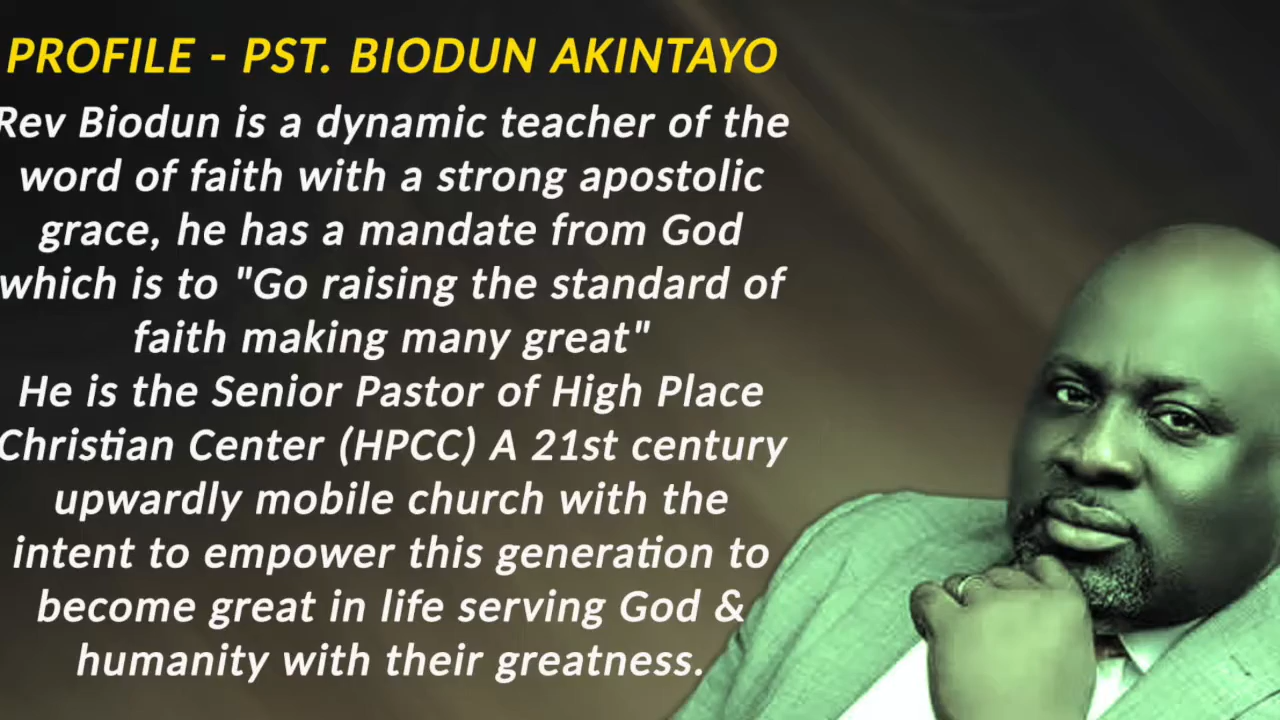 PROFILE - PST. BIODUN AKINTAYO
Rev Biodun is a dynamic teacher of the
word of faith with a strong apostolic
grace, he has a mandate from God
which is to "Go raising the standard of
faith making many great"
He is the Senior Pastor of High Place
Christian Center (HPCC) A 21st century
upwardly mobile church with the
intent to empower this generation to
become great in life serving God &
humanity with their greatness.